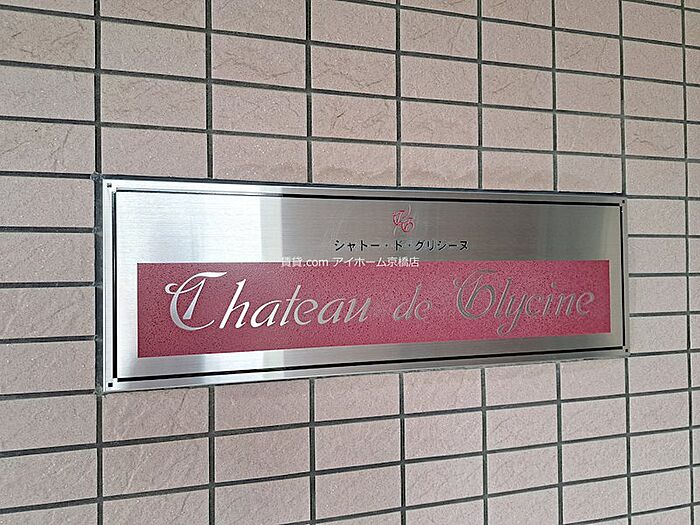 シャトー・ド・グリシーヌ
賃貸.com アイホーム京橋店
Chateau de Glycine